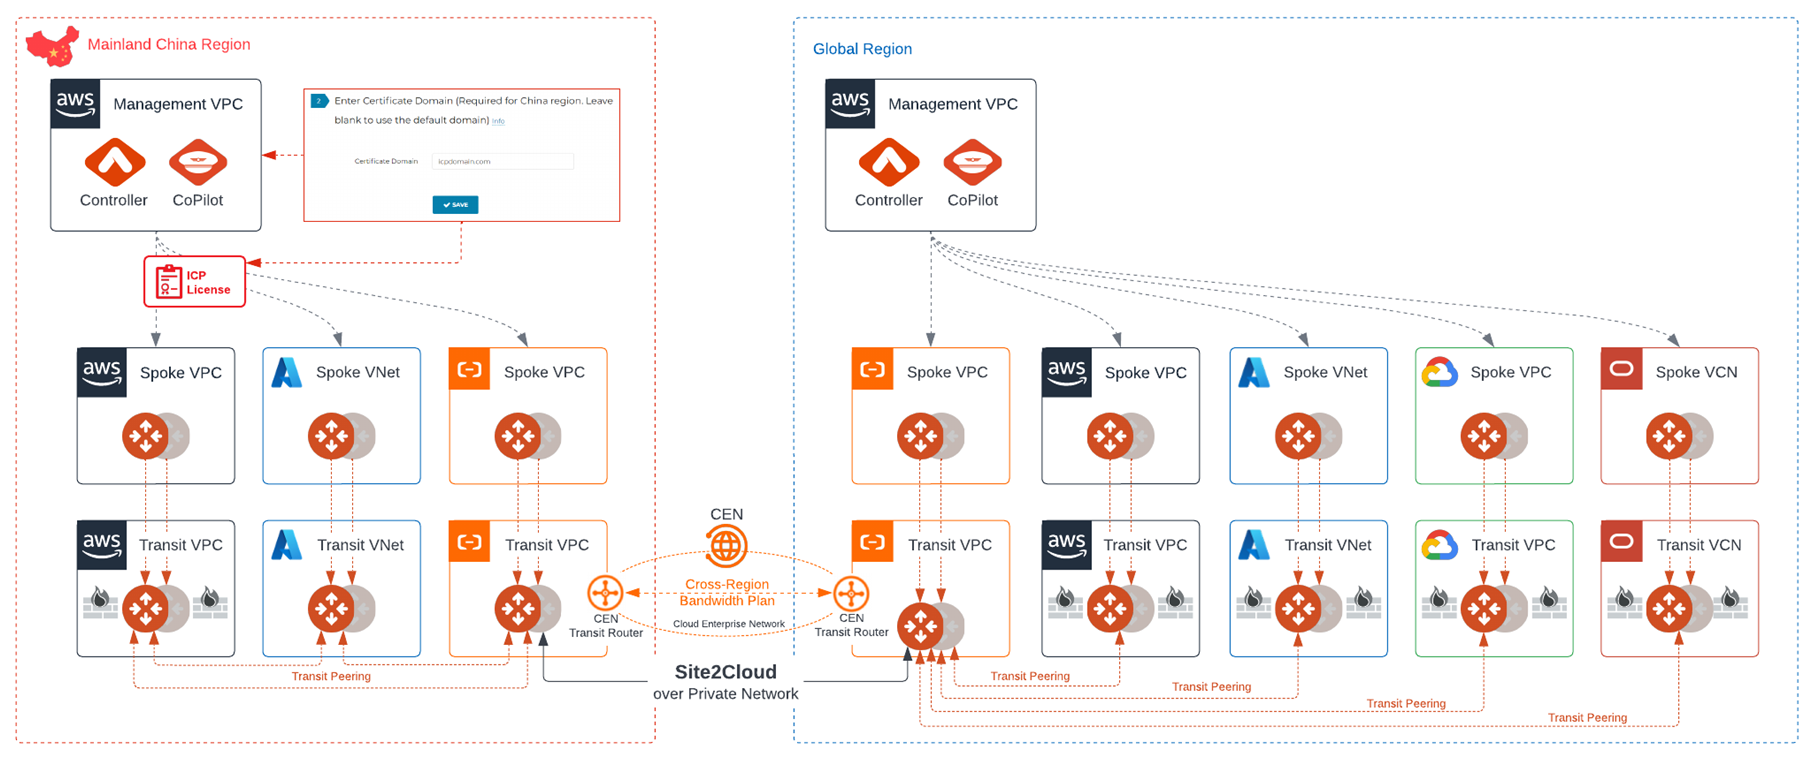 Mainland China Region
aws
Management VPC
Controller
CoPilot
2
Enter Certificate Domain (Required for China region. Leave
blank to use the default domain) Info
Certificate Domain
icpdomain.com
SAVE
ICP
License
aws
Spoke VPC
Spoke VNet
Spoke VPC
aws
Transit VPC
Transit VNet
Transit VPC
Transit Peering
CEN
Transit Router
CEN
Cross-Region
Bandwidth Plan
Cloud Enterprise Network
CEN
Transit Router
Site2Cloud
over Private Network
Global Region
aws
Management VPC
Controller
CoPilot
Spoke VPC
aws
Spoke VPC
Spoke VNet
Spoke VPC
Spoke VCN
Transit VPC
aws
Transit VPC
Transit VNet
Transit VPC
Transit VCN
Transit Peering
Transit Peering
Transit Peering
Transit Peering